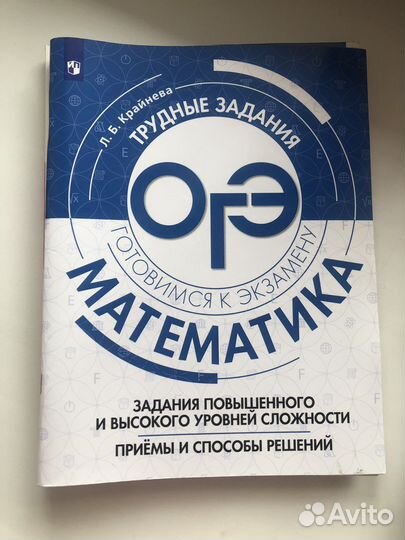 Л. Б. Крайнева
ТРУДНЫЕ ЗАДАНИЯ
ОГЭ
ГОТОВИМСЯ К ЭКЗАМЕНУ
МАТЕМАТИКА
ЗАДАНИЯ ПОВЫШЕННОГО
И ВЫСОКОГО УРОВНЕЙ СЛОЖНОСТИ
ПРИЁМЫ И СПОСОБЫ РЕШЕНИЙ
Avito